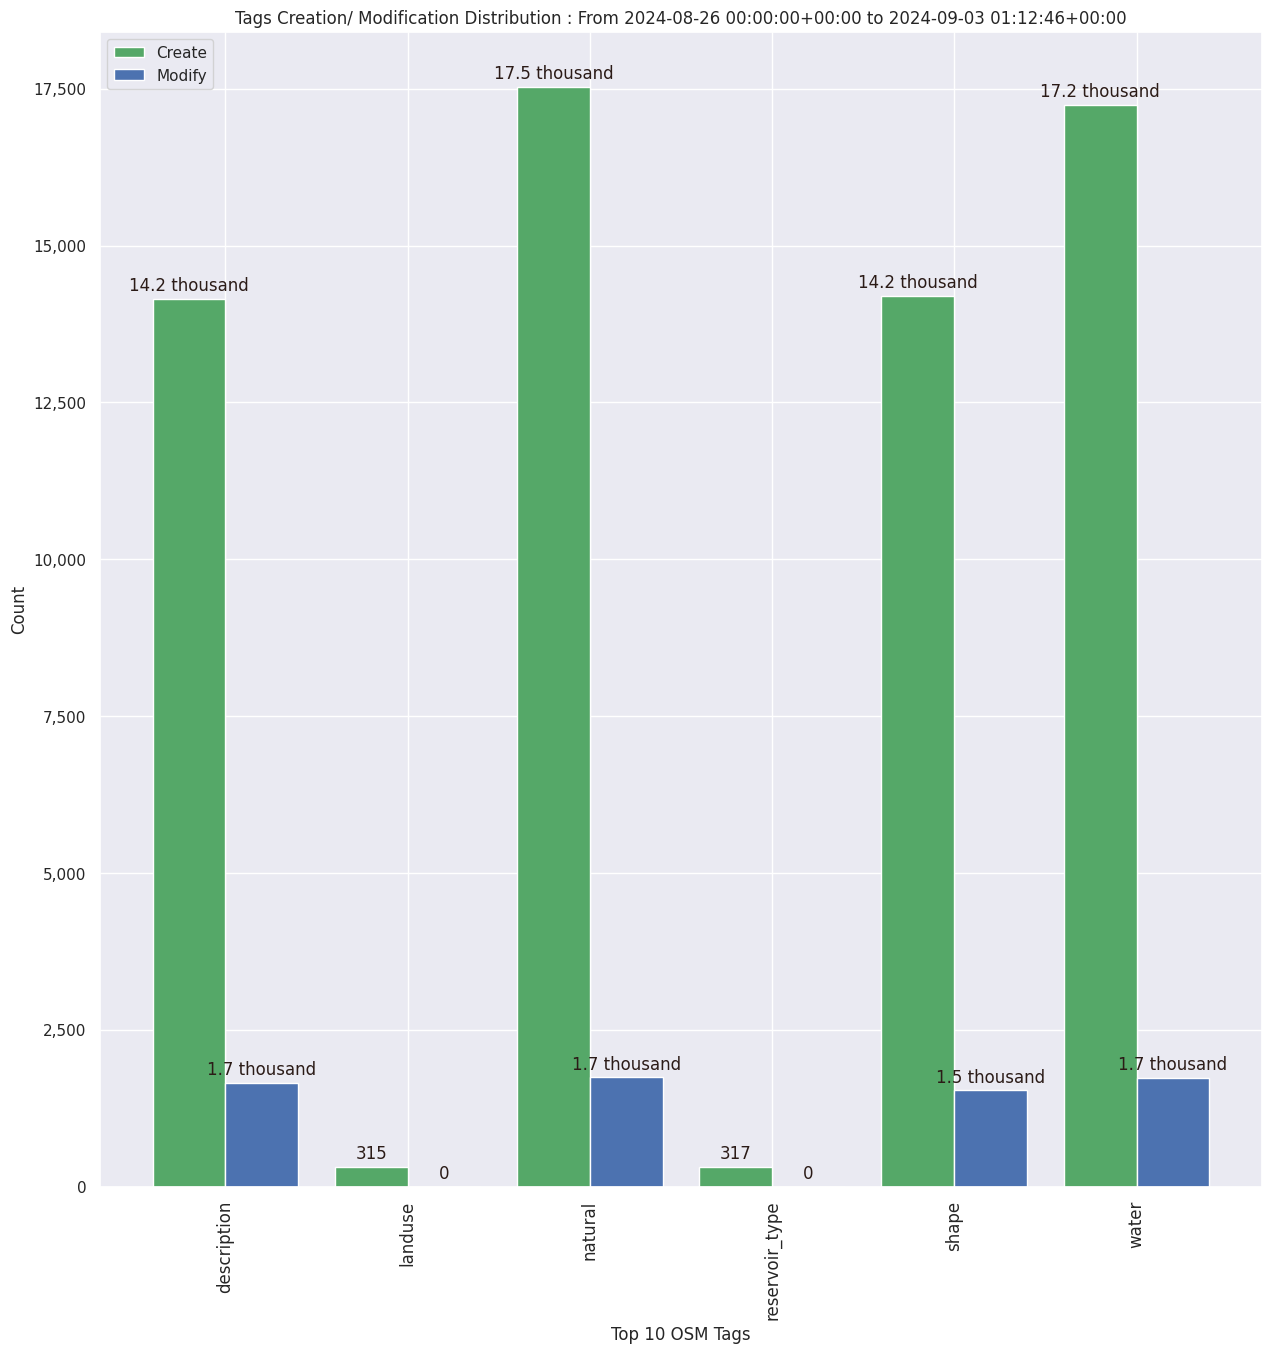 Tags Creation/ Modification Distribution : From 2024-08-26 00:00:00+00:00 to 2024-09-03 01:12:46+00:00
Create
Modify
17.5 thousand
17.2 thousand
14.2 thousand
14.2 thousand
1.7 thousand
1.7 thousand
1.5 thousand
1.7 thousand
315
0
317
0
17,500
15,000
12,500
10,000
7,500
5,000
2,500
0
Count
description
landuse
natural
reservoir_type
shape
water
Top 10 OSM Tags